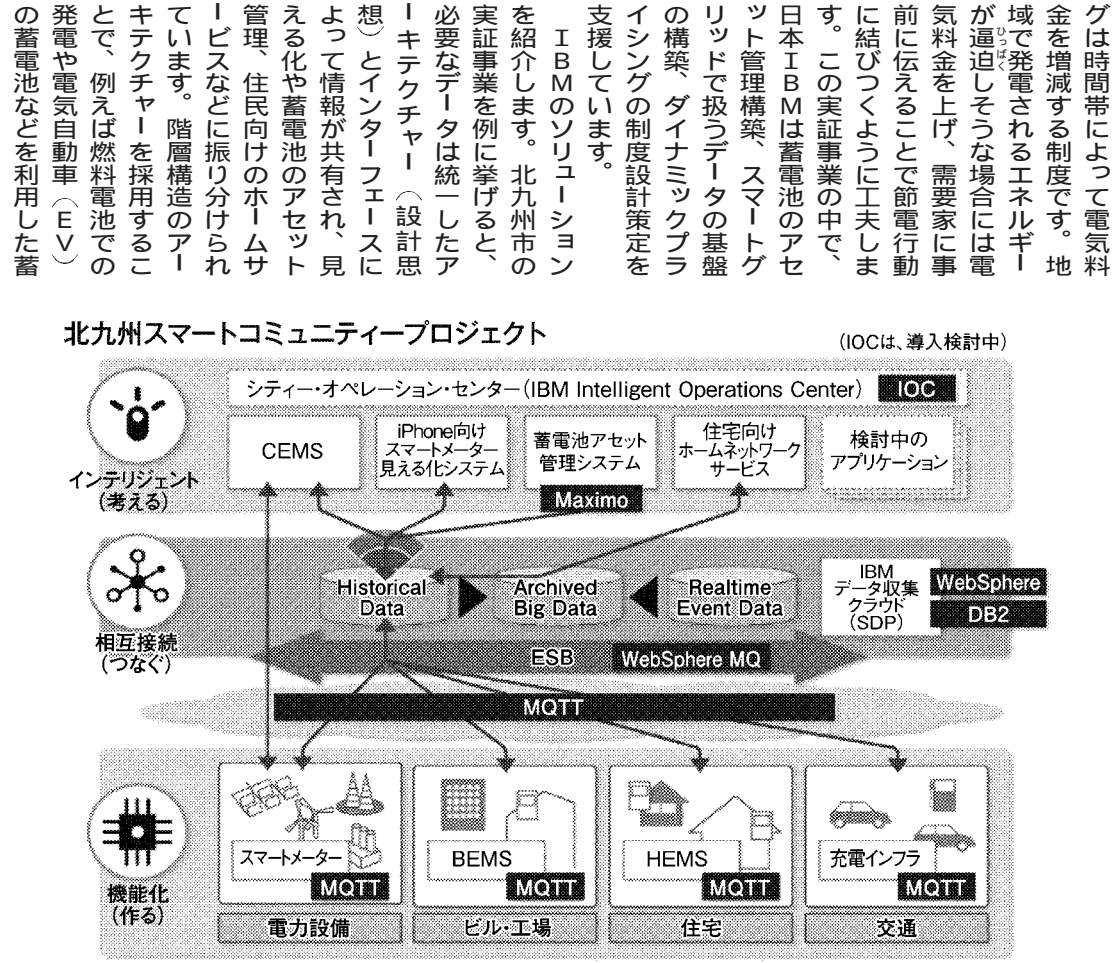 グは時間帯によって電気料
金を増減する制度です。地
域で発電されるエネルギー
が逼迫しそうな場合には電
ひっぱく
気料金を上げ、需要家に事
前に伝えることで節電行動
に結びつくように工夫しま
す。この実証事業の中で、
日本IBMは蓄電池のアセ
ット管理構築、スマートグ
リッドで扱うデータの基盤
の構築、ダイナミックプラ
イシングの制度設計策定を
支援しています。
IBMのソリューション
を紹介します。北九州市の
実証事業を例に挙げると、
必要なデータは統一したア
ーキテクチャー（設計思
想）とインターフェースに
よって情報が共有され、見
える化や蓄電池のアセット
管理、住民向けのホームサ
ービスなどに振り分けられ
ています。階層構造のアー
キテクチャーを採用するこ
とで、例えば燃料電池での
発電や電気自動車（EV）
の蓄電池などを利用した蓄
北九州スマートコミュニティープロジェクト
(IOCは、導入検討中)
シティー・オペレーション・センター(IBM Intelligent Operations Center)
IOC
インテリジェント
(考える)
CEMS
iPhone向け
スマートメーター
見える化システム
蓄電池アセット
管理システム
Maximo
住宅向け
ホームネットワーク
サービス
検討中の
アプリケーション
相互接続
(つなぐ)
Historical
Data
Archived
Big Data
Realtime
Event Data
IBM
データ収集
クラウド
(SDP)
WebSphere
DB2
ESB
WebSphere MQ
MQTT
機能化
(作る)
スマートメーター
MQTT
電力設備
BEMS
MQTT
ビル・工場
HEMS
MQTT
住宅
充電インフラ
MQTT
交通